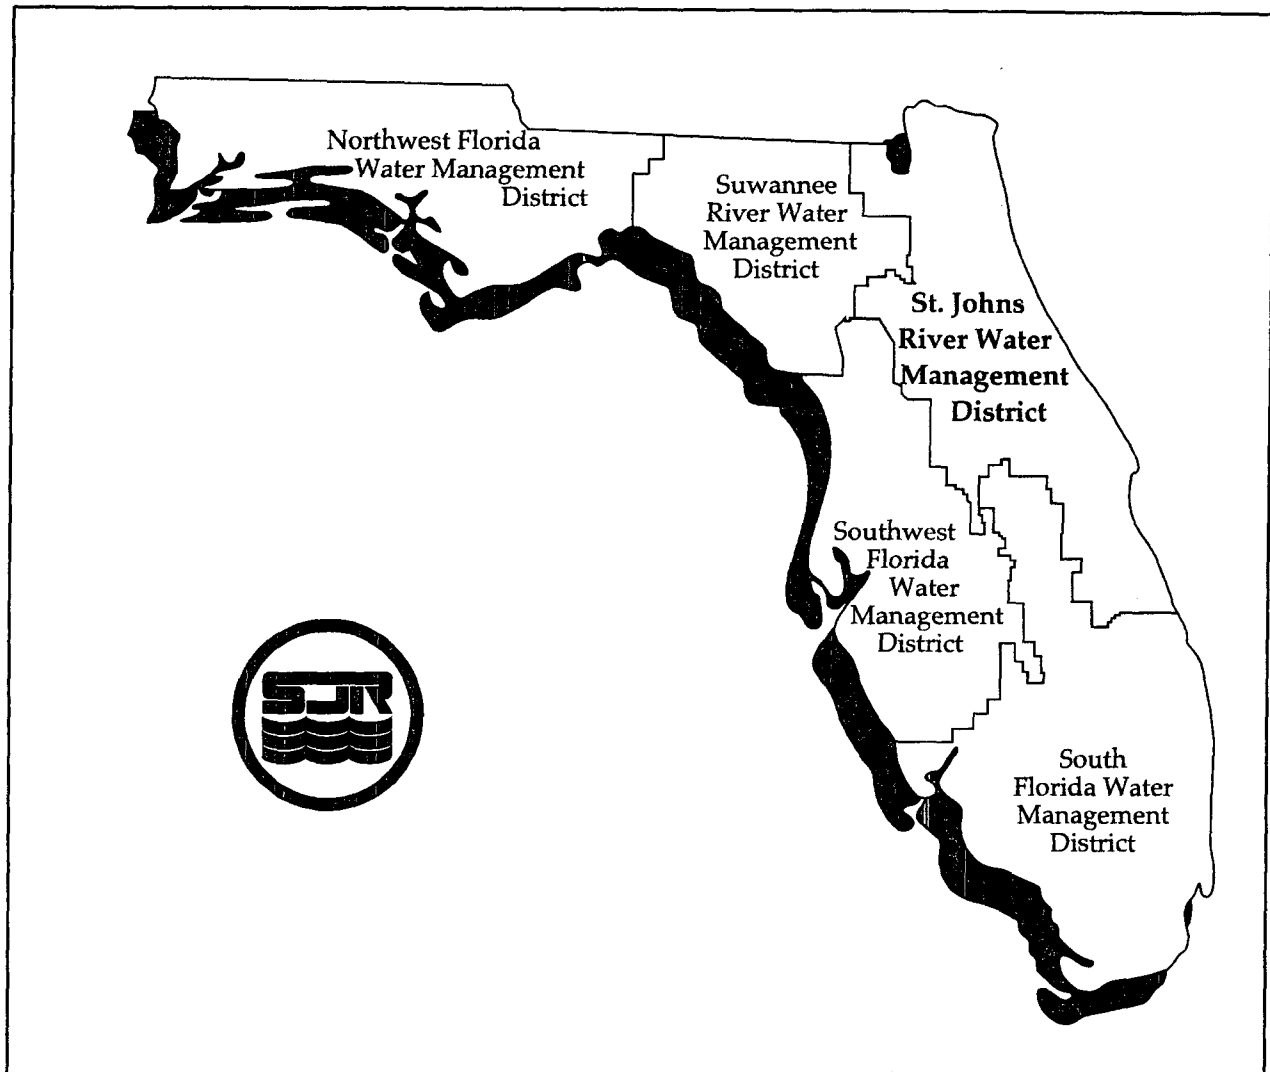 Northwest Florida
Water Management
District
Suwannee
River Water
Management
District
St. Johns
River Water
Management
District
Southwest
Florida
Water
Management
District
SJR
South
Florida Water
Management
District